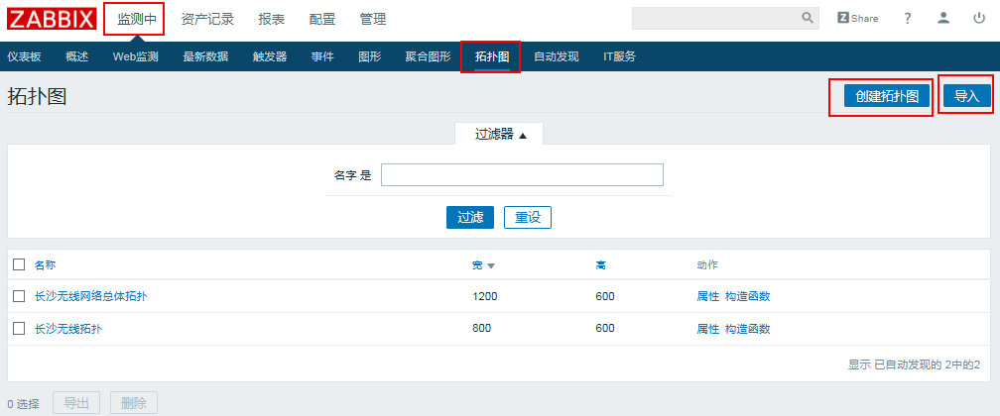 ZABBIX 监测中 资产记录 报表 配置 管理 Z Share ?
仪表板 概述 Web监测 最新数据 触发器 事件 图形 聚合图形 拓扑图 自动发现 IT服务
拓扑图 创建拓扑图 导入
过滤器 ▲
名字 是
过滤 重设
名称 宽 ▼ 高 动作
长沙无线网络总体拓扑 1200 600 属性 构造函数
长沙无线拓扑 800 600 属性 构造函数
显示 已自动发现的 2中的2
0 选择 导出 删除